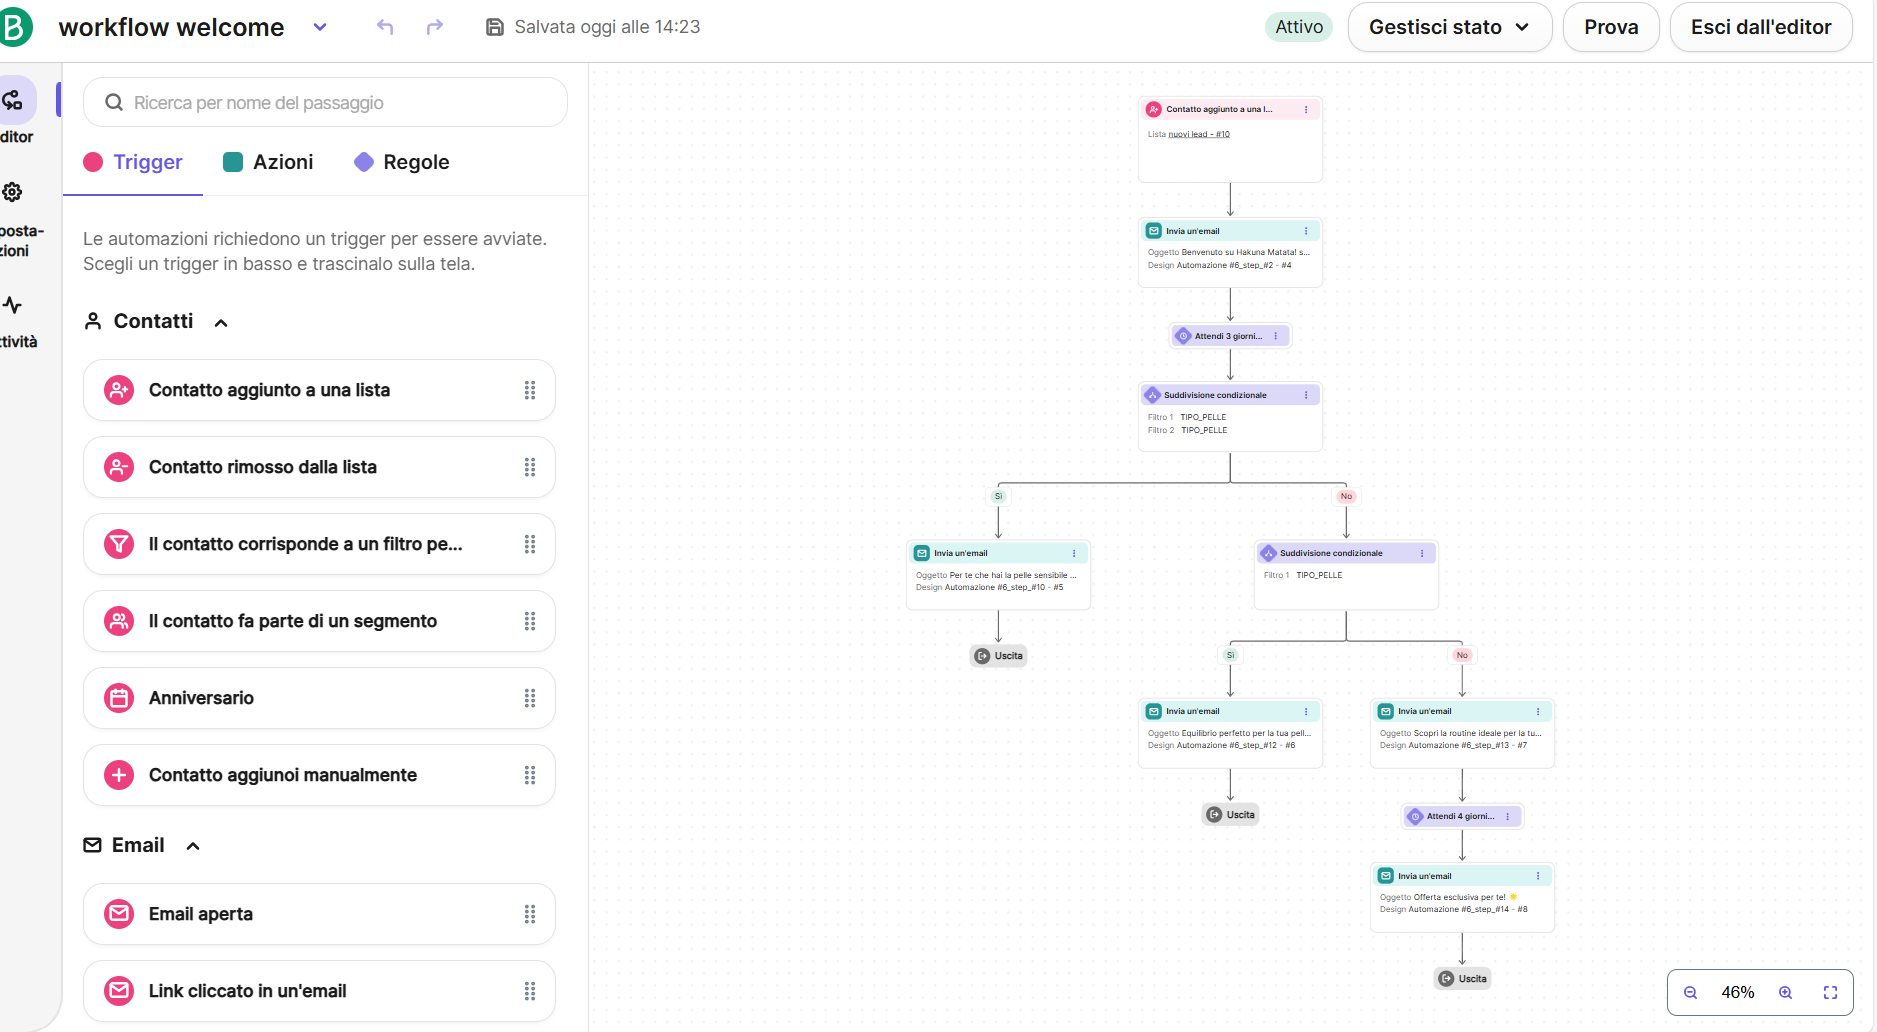 B
workflow welcome
Salvata oggi alle 14:23
Attivo
Gestisci stato
Prova
Esci dall'editor
ditor
posta-
zioni
ttività
Ricerca per nome del passaggio
Trigger
Azioni
Regole
Le automazioni richiedono un trigger per essere avviate.
Scegli un trigger in basso e trascinalo sulla tela.
Contatti
Contatto aggiunto a una lista
Contatto rimosso dalla lista
Il contatto corrisponde a un filtro pe...
Il contatto fa parte di un segmento
Anniversario
Contatto aggiunoi manualmente
Email
Email aperta
Link cliccato in un'email
Contatto aggiunto a una l...
Lista nuovi lead - #10
Invia un'email
Oggetto Benvenuto su Hakuna Matata! s...
Design Automazione #6_step_#2 - #4
Attendi 3 giorni...
Suddivisione condizionale
Filtro 1 TIPO_PELLE
Filtro 2 TIPO_PELLE
Sì
No
Invia un'email
Oggetto Per te che hai la pelle sensibile ...
Design Automazione #6_step_#10 - #5
Uscita
Suddivisione condizionale
Filtro 1 TIPO_PELLE
Sì
No
Invia un'email
Oggetto Equilibrio perfetto per la tua pell...
Design Automazione #6_step_#12 - #6
Uscita
Invia un'email
Oggetto Scopri la routine ideale per la tu...
Design Automazione #6_step_#13 - #7
Attendi 4 giorni...
Invia un'email
Oggetto Offerta esclusiva per te! ☀️
Design Automazione #6_step_#14 - #8
Uscita
46%